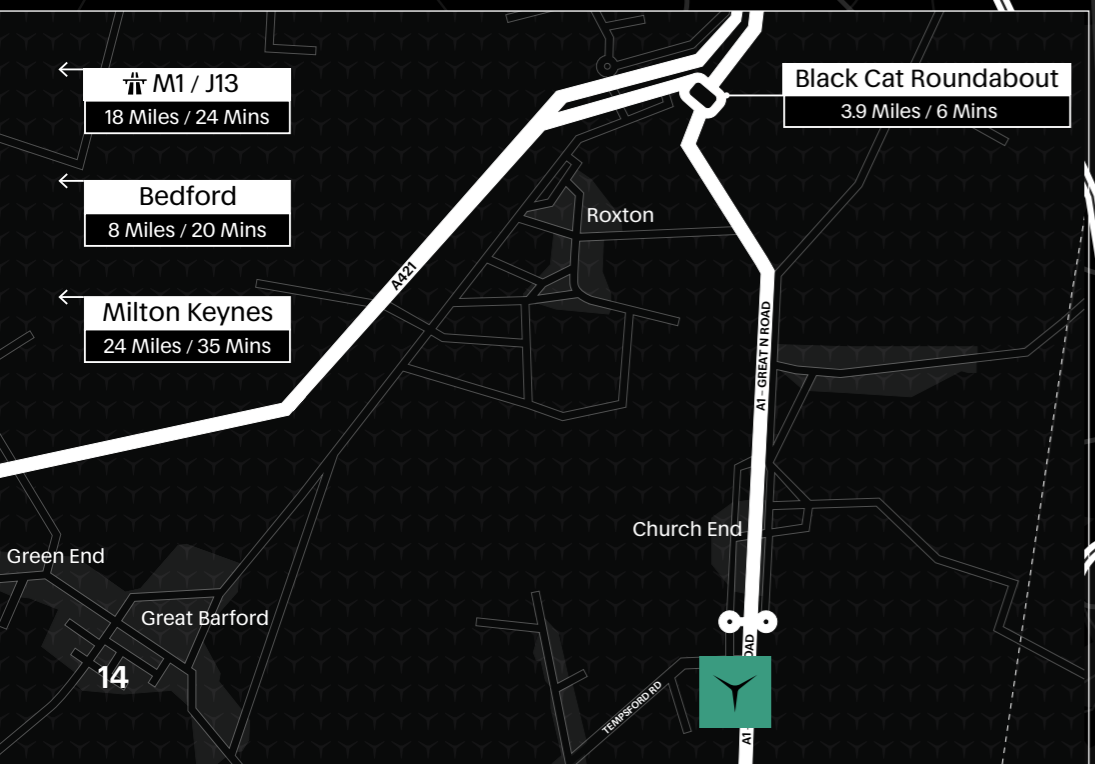 M1 / J13
18 Miles / 24 Mins
Black Cat Roundabout
3.9 Miles / 6 Mins
Bedford
8 Miles / 20 Mins
Roxton
A421
Milton Keynes
24 Miles / 35 Mins
A1 – GREAT N ROAD
Church End
Green End
Great Barford
14
OAD
TEMPSFORD RD
A1